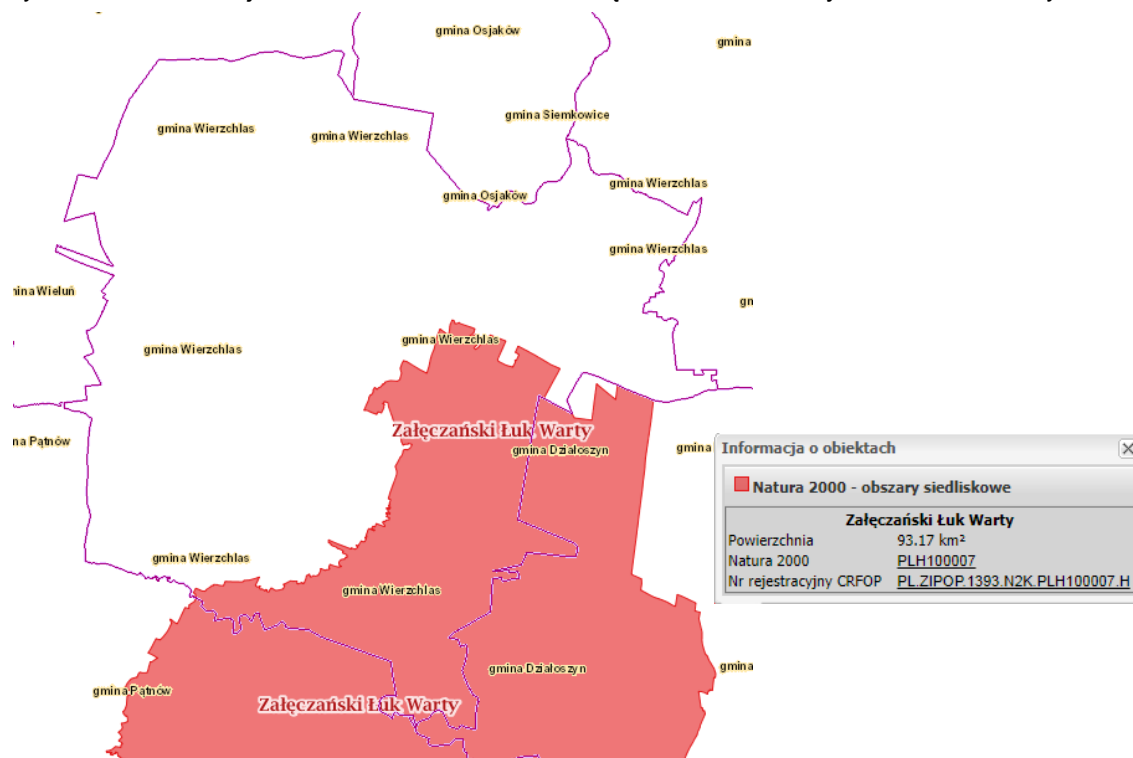 gmina Osjaków
gmina
gmina Siemkowice
gmina Wierzchlas
gmina Wierzchlas
gmina Wierzchlas
gmina Osjaków
gmina Wierzchlas
gmina Wieluń
gn
gmina Wierzchlas
gmina Wierzchlas
Załęczański Łuk Warty
na Pątnów
gmina Działoszyn
gmina
Informacja o obiektach
Natura 2000 - obszary siedliskowe
Załęczański Łuk Warty
Powierzchnia 93.17 km²
Natura 2000 PLH100007
Nr rejestracyjny CRFOP PL.ZIPOP.1393.N2K.PLH100007.H
gmina Wierzchlas
gmina Wierzchlas
gmina Działoszyn
gmina
gmina Pątnów
Załęczański Łuk Warty